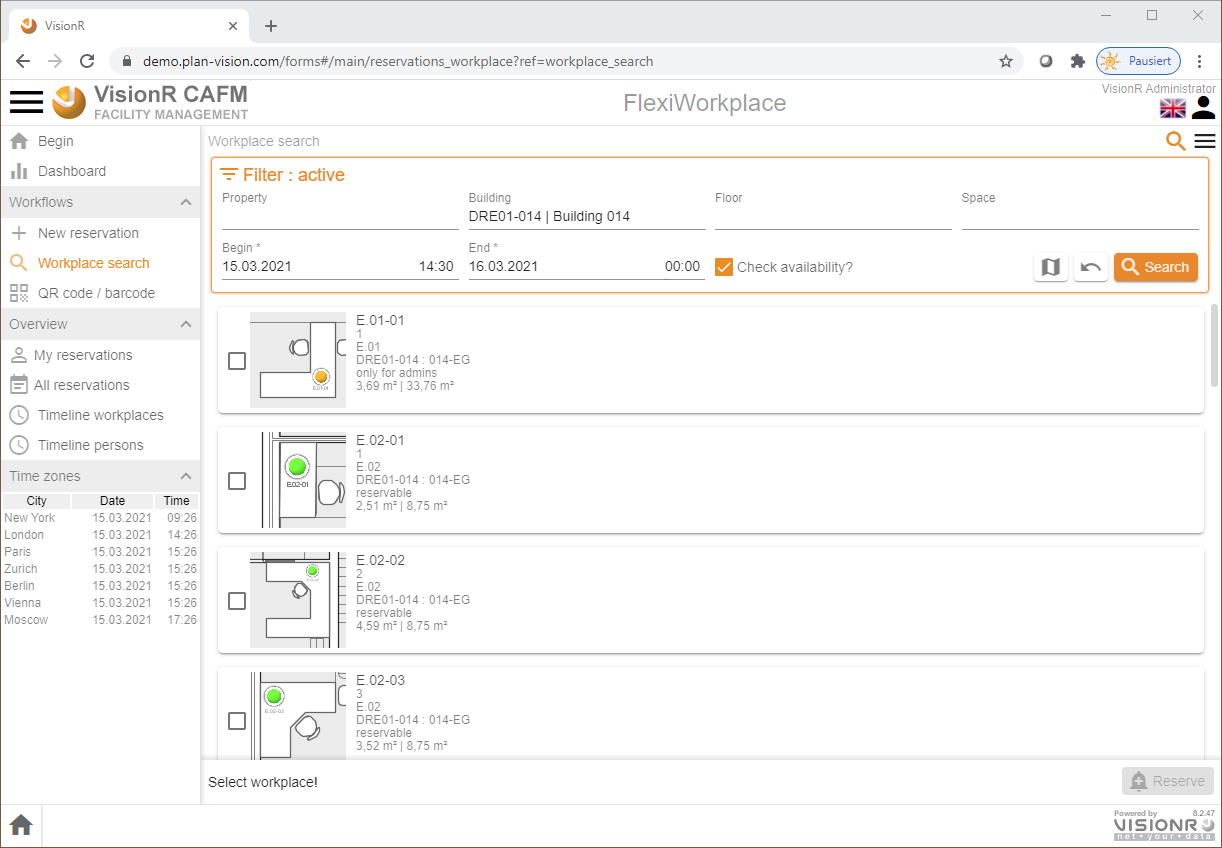 VisionR
demo.plan-vision.com/forms#/main/reservations_workplace?ref=workplace_search
Pausiert
VisionR CAFM
FACILITY MANAGEMENT
FlexiWorkplace
VisionR Administrator
Begin
Dashboard
Workflows
New reservation
Workplace search
QR code / barcode
Overview
My reservations
All reservations
Timeline workplaces
Timeline persons
Time zones
City Date Time
New York 15.03.2021 09:26
London 15.03.2021 14:26
Paris 15.03.2021 15:26
Zurich 15.03.2021 15:26
Berlin 15.03.2021 15:26
Vienna 15.03.2021 15:26
Moscow 15.03.2021 17:26
Workplace search
Filter : active
Property Building Floor Space
DRE01-014 | Building 014
Begin * End *
15.03.2021 14:30 16.03.2021 00:00 Check availability? Search
E.01-01
E.01-01
1
E.01
DRE01-014 : 014-EG
only for admins
3,69 m² | 33,76 m²
E.02-01
E.02-01
1
E.02
DRE01-014 : 014-EG
reservable
2,51 m² | 8,75 m²
E.02-02
2
E.02
DRE01-014 : 014-EG
reservable
4,59 m² | 8,75 m²
E.02-03
E.02-03
3
E.02
DRE01-014 : 014-EG
reservable
3,52 m² | 8,75 m²
Select workplace!
Reserve
Powered by 8.2.47
VISIONR
net • your • data